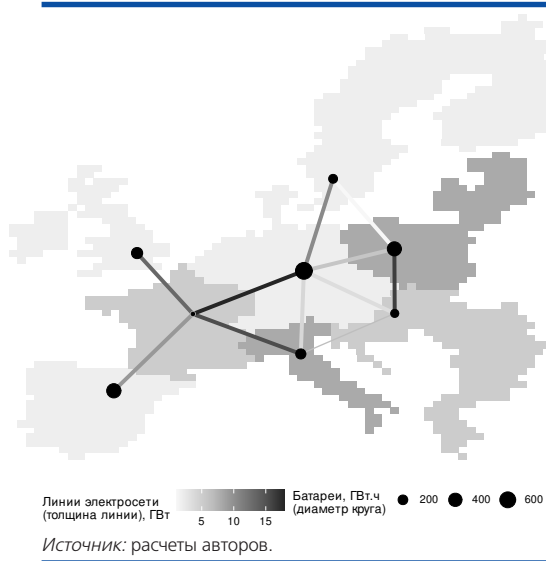 Линии электросети
(толщина линии), ГВт
5 10 15
Батареи, ГВт.ч
(диаметр круга)
200 400 600
Источник: расчеты авторов.